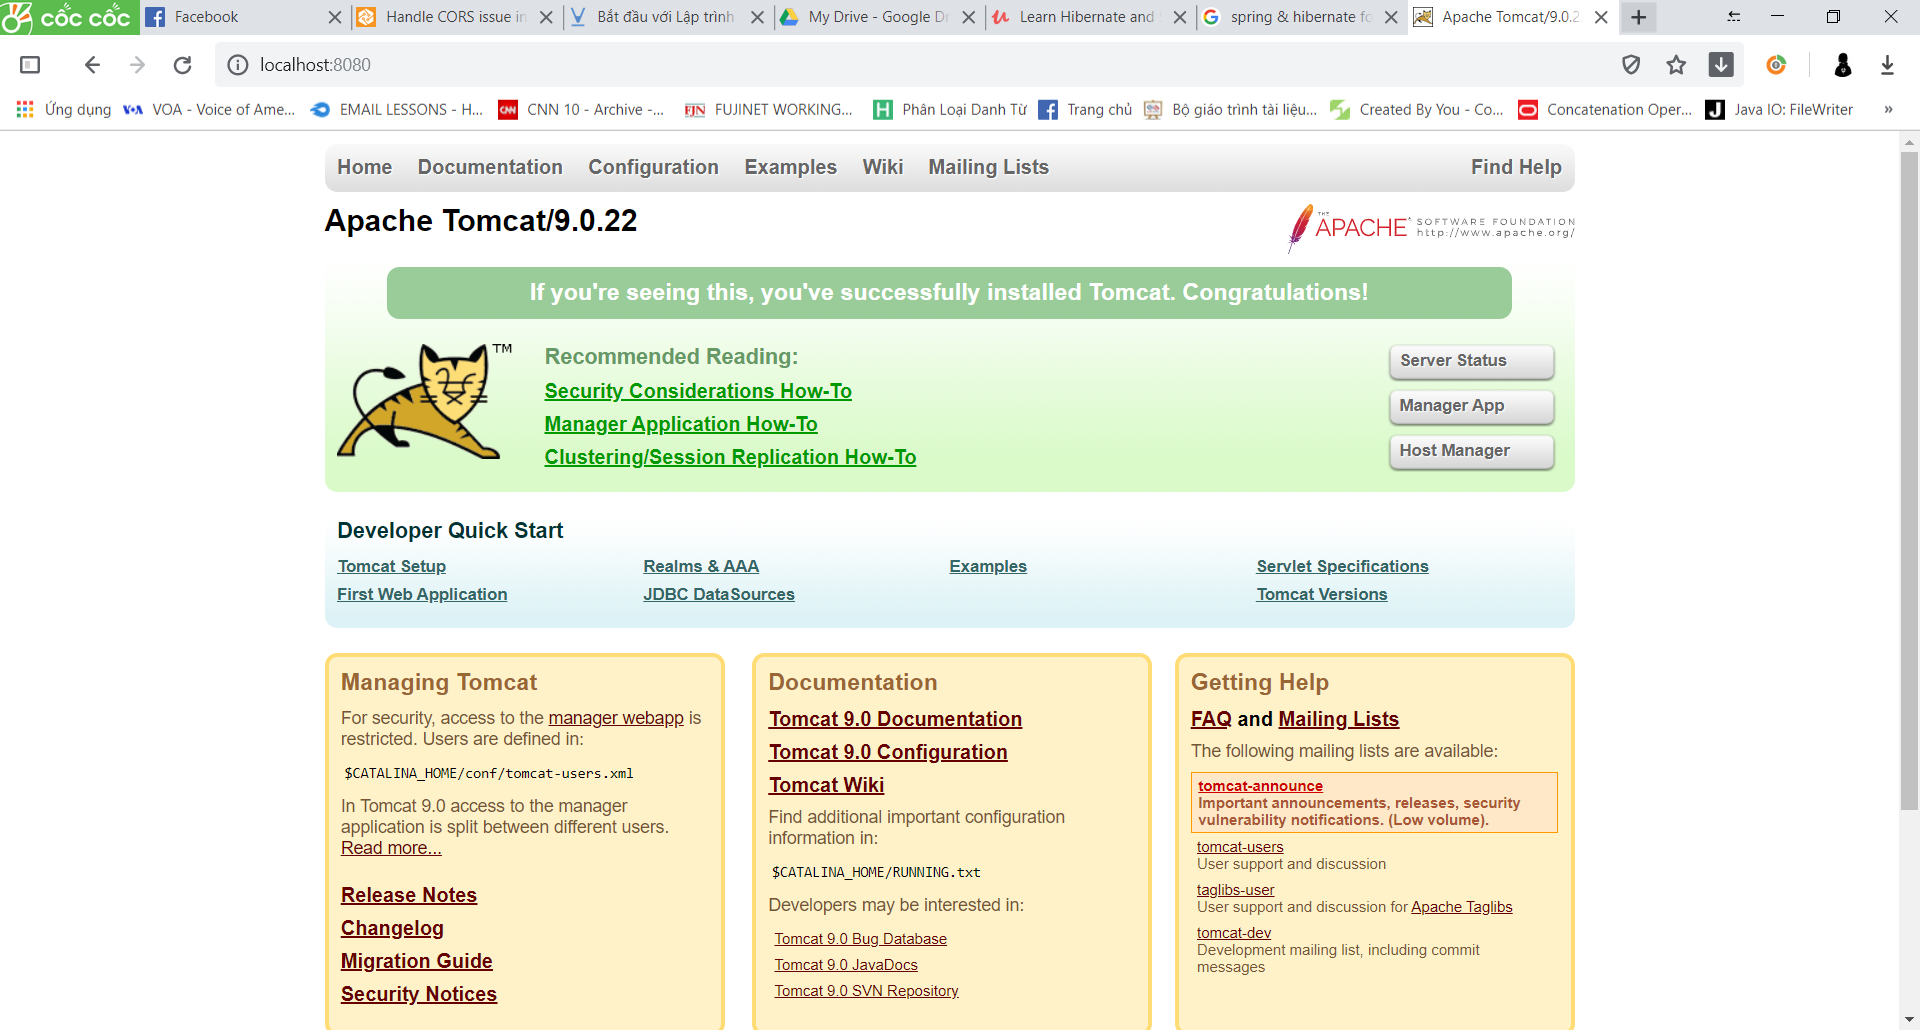 cốc cốc
Facebook
Handle CORS issue in
Bắt đầu với Lập trình
My Drive - Google Dr
Learn Hibernate and
spring & hibernate fo
Apache Tomcat/9.0.2
localhost:8080
Ứng dụng
VOA VOA - Voice of Ame...
EMAIL LESSONS - H...
CNN CNN 10 - Archive -...
FJN FUJINET WORKING...
H Phân Loại Danh Từ
Trang chủ
Bộ giáo trình tài liệu...
Created By You - Co...
Concatenation Oper...
J Java IO: FileWriter
»
Home Documentation Configuration Examples Wiki Mailing Lists Find Help
Apache Tomcat/9.0.22
THE APACHE SOFTWARE FOUNDATION
http://www.apache.org/
If you're seeing this, you've successfully installed Tomcat. Congratulations!
TM
Recommended Reading:
Security Considerations How-To
Manager Application How-To
Clustering/Session Replication How-To
Server Status
Manager App
Host Manager
Developer Quick Start
Tomcat Setup
First Web Application
Realms & AAA
JDBC DataSources
Examples
Servlet Specifications
Tomcat Versions
Managing Tomcat
For security, access to the manager webapp is
restricted. Users are defined in:
$CATALINA_HOME/conf/tomcat-users.xml
In Tomcat 9.0 access to the manager
application is split between different users.
Read more...
Release Notes
Changelog
Migration Guide
Security Notices
Documentation
Tomcat 9.0 Documentation
Tomcat 9.0 Configuration
Tomcat Wiki
Find additional important configuration
information in:
$CATALINA_HOME/RUNNING.txt
Developers may be interested in:
Tomcat 9.0 Bug Database
Tomcat 9.0 JavaDocs
Tomcat 9.0 SVN Repository
Getting Help
FAQ and Mailing Lists
The following mailing lists are available:
tomcat-announce
Important announcements, releases, security
vulnerability notifications. (Low volume).
tomcat-users
User support and discussion
taglibs-user
User support and discussion for Apache Taglibs
tomcat-dev
Development mailing list, including commit
messages